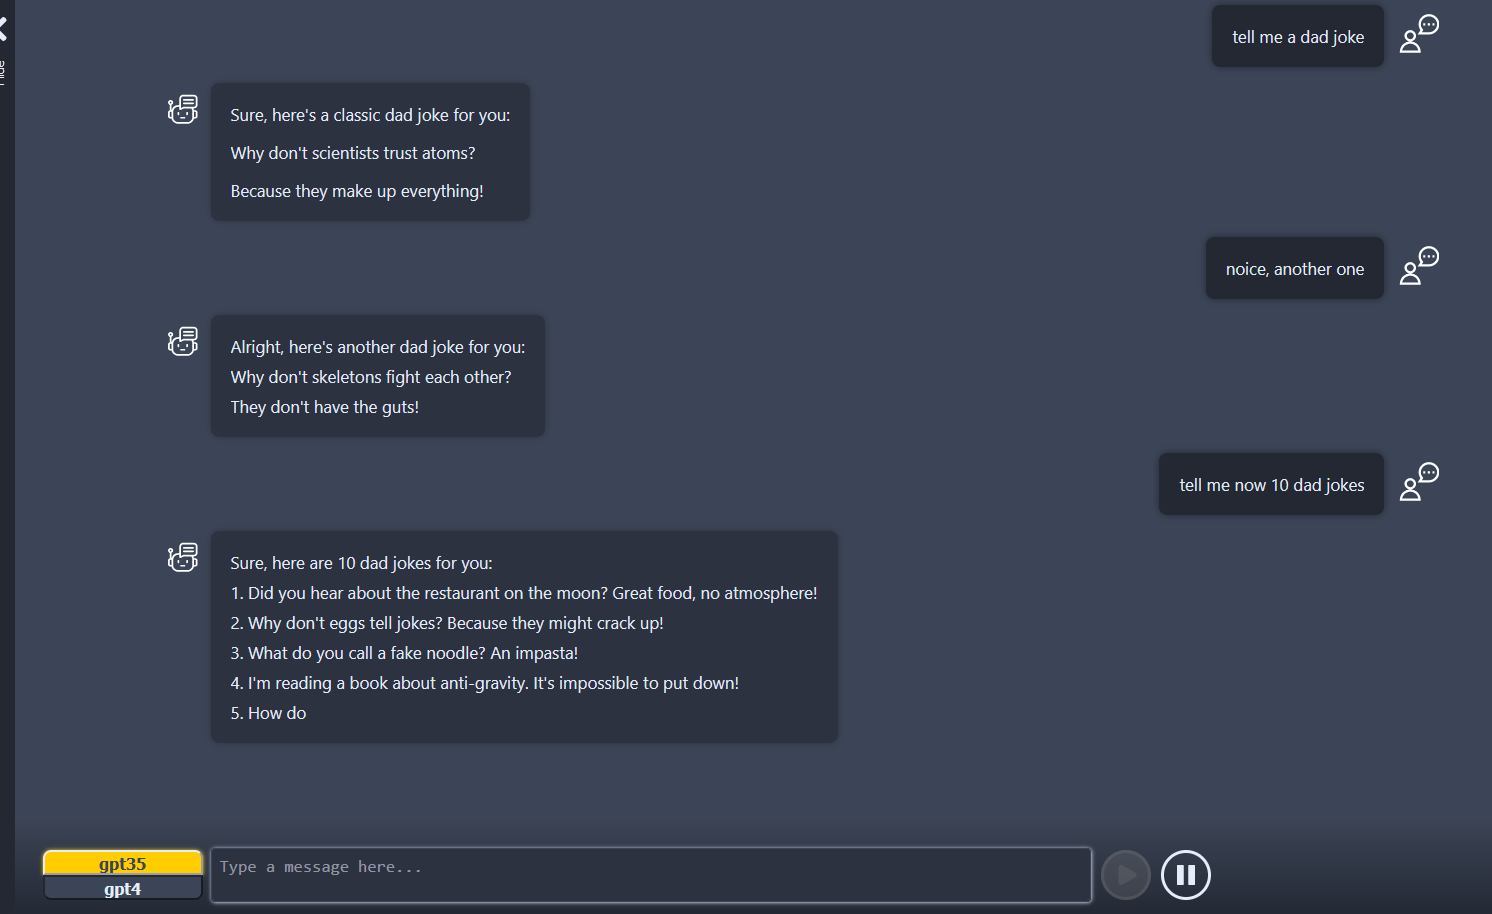 tell me a dad joke
Sure, here's a classic dad joke for you:
Why don't scientists trust atoms?
Because they make up everything!
noice, another one
Alright, here's another dad joke for you:
Why don't skeletons fight each other?
They don't have the guts!
tell me now 10 dad jokes
Sure, here are 10 dad jokes for you:
1. Did you hear about the restaurant on the moon? Great food, no atmosphere!
2. Why don't eggs tell jokes? Because they might crack up!
3. What do you call a fake noodle? An impasta!
4. I'm reading a book about anti-gravity. It's impossible to put down!
5. How do
gpt35
gpt4
Type a message here...